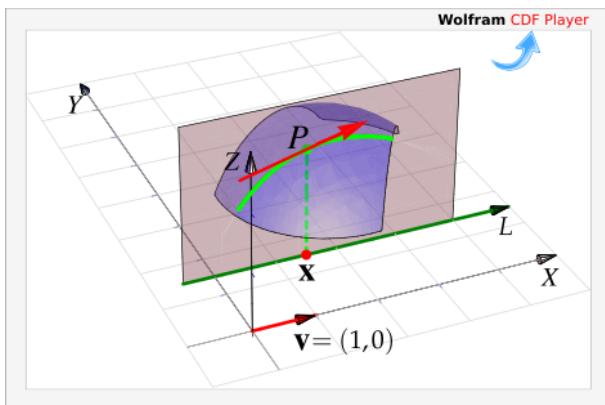 Wolfram CDF Player
Y
P
Z
L
x
X
v = (1,0)